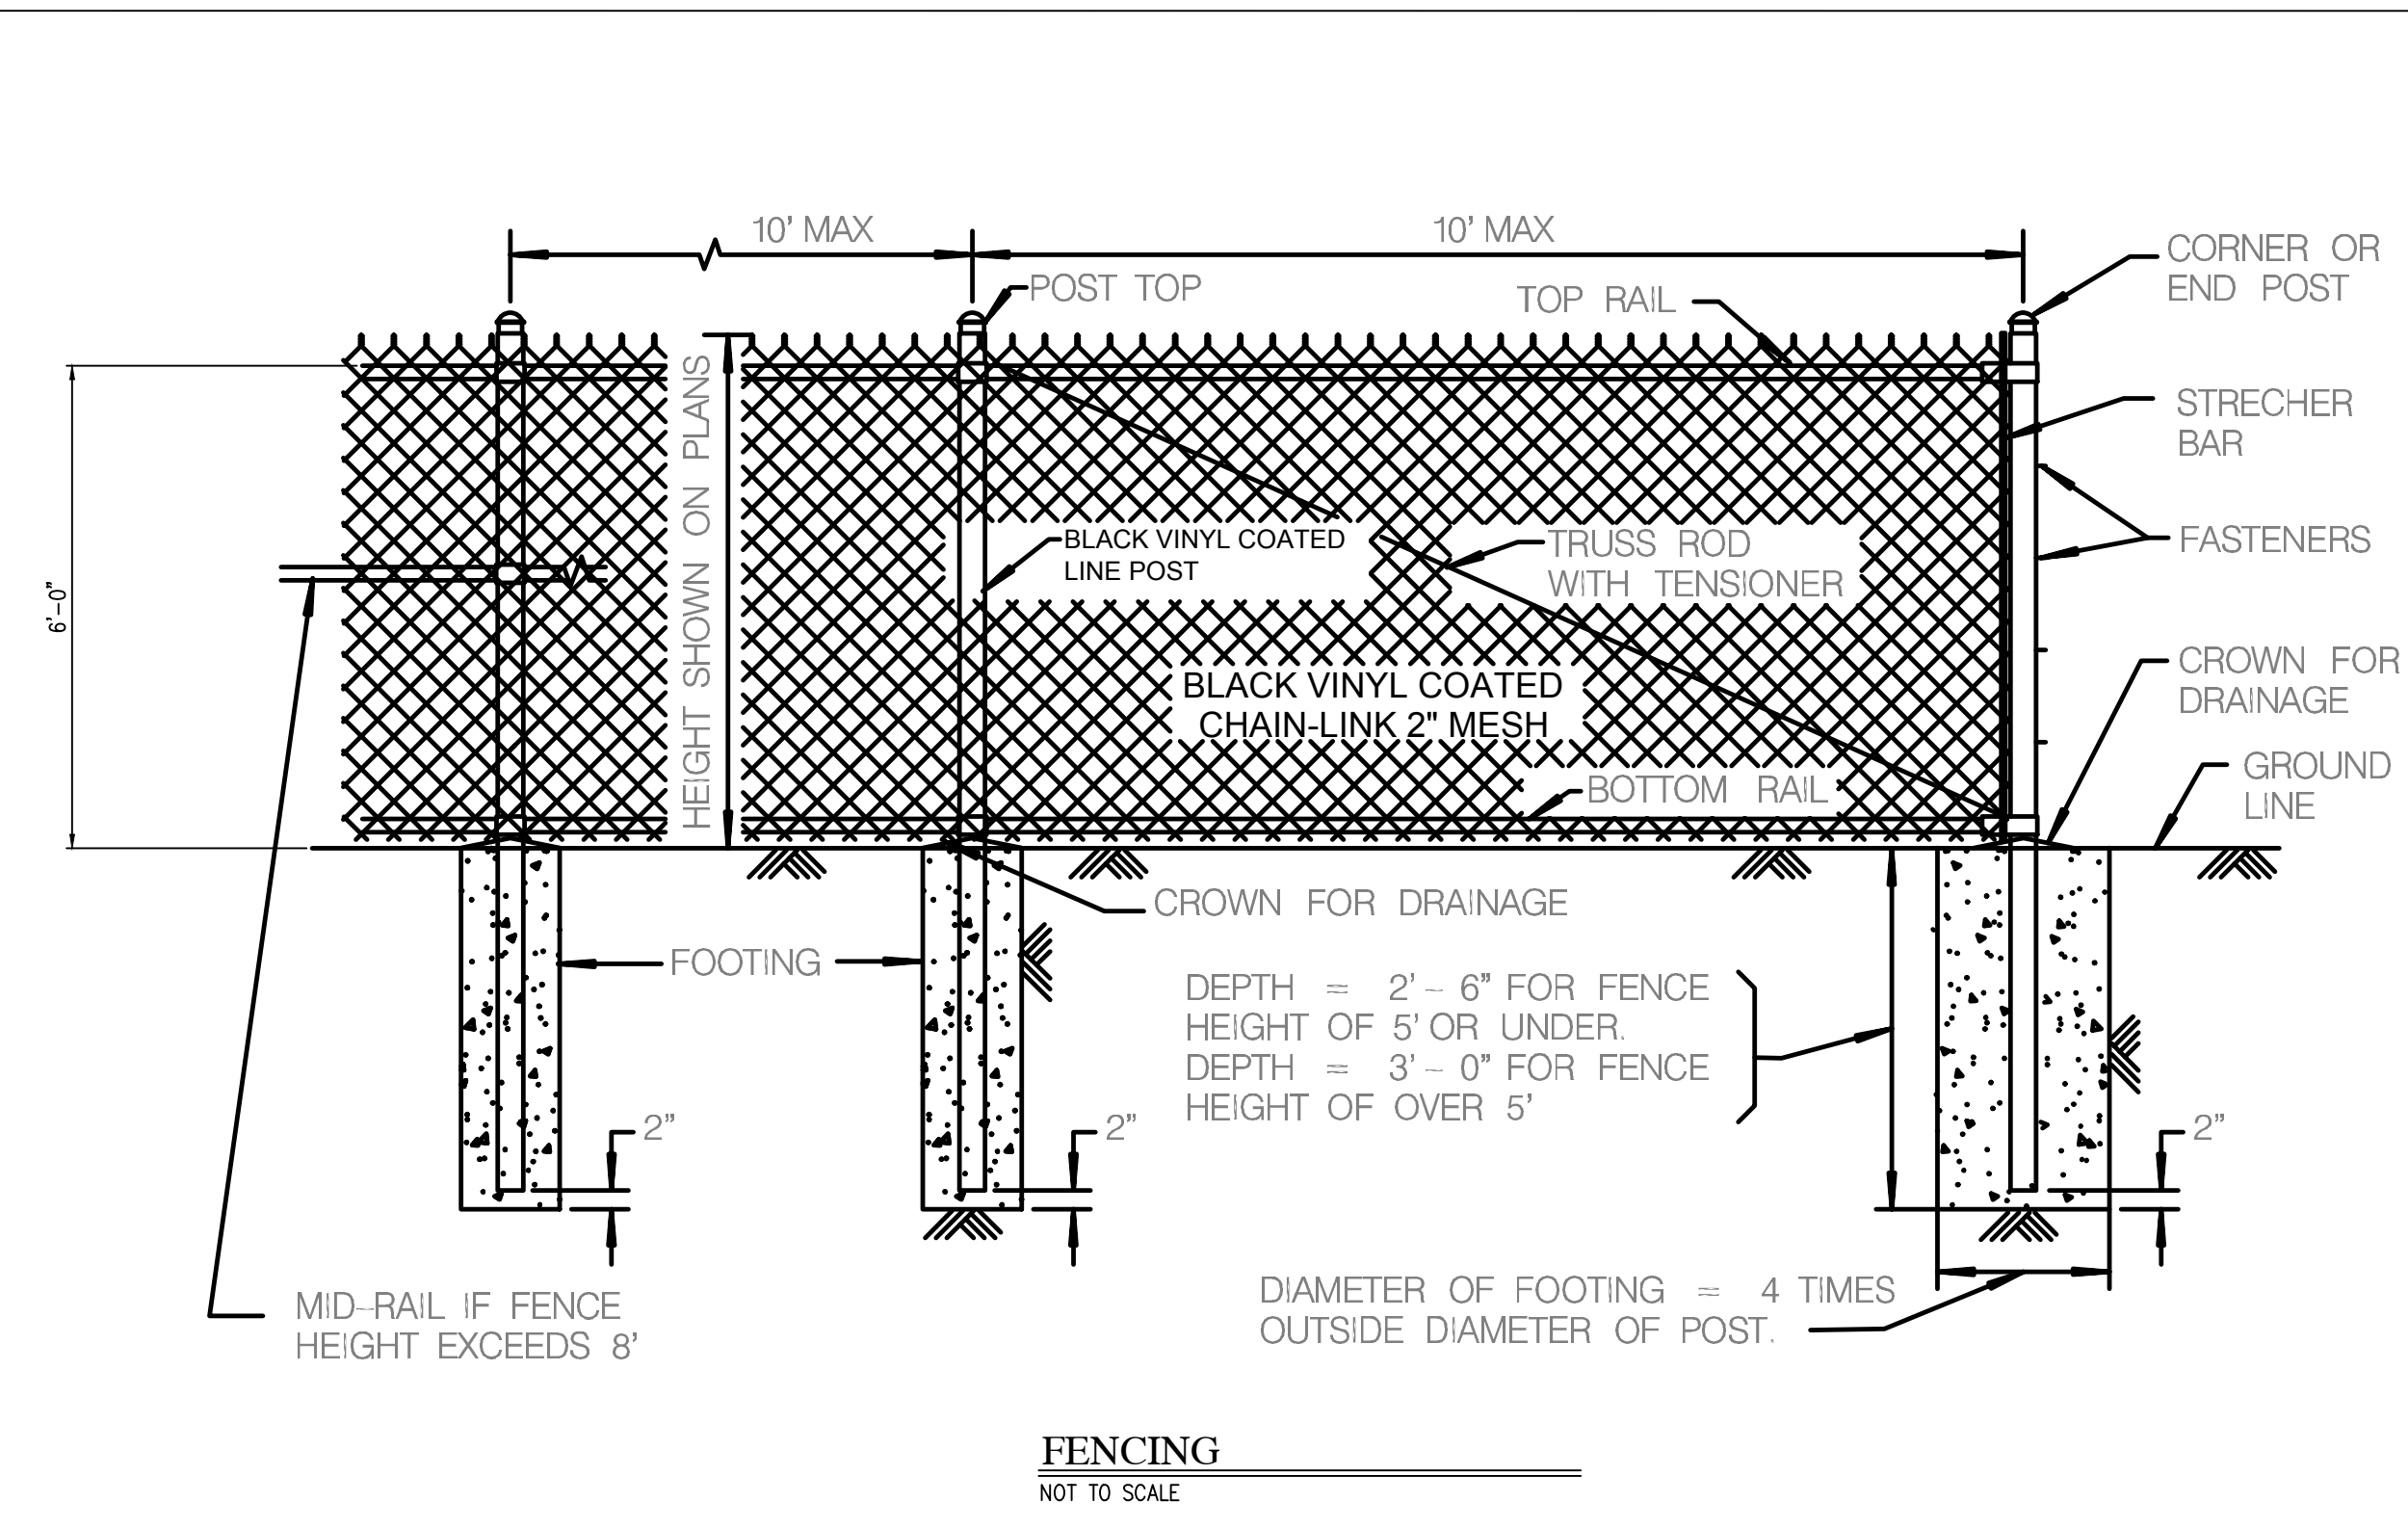 10' MAX
10' MAX
CORNER OR
END POST
POST TOP
TOP RAIL
STRECHER
BAR
HEIGHT SHOWN ON PLANS
BLACK VINYL COATED
LINE POST
TRUSS ROD
WITH TENSIONER
FASTENERS
6'-0"
CROWN FOR
DRAINAGE
BLACK VINYL COATED
CHAIN-LINK 2" MESH
BOTTOM RAIL
GROUND
LINE
CROWN FOR DRAINAGE
FOOTING
DEPTH = 2' - 6" FOR FENCE
HEIGHT OF 5' OR UNDER.
DEPTH = 3' - 0" FOR FENCE
HEIGHT OF OVER 5'
2"
2"
2"
MID-RAIL IF FENCE
HEIGHT EXCEEDS 8'
DIAMETER OF FOOTING = 4 TIMES
OUTSIDE DIAMETER OF POST.
FENCING
NOT TO SCALE